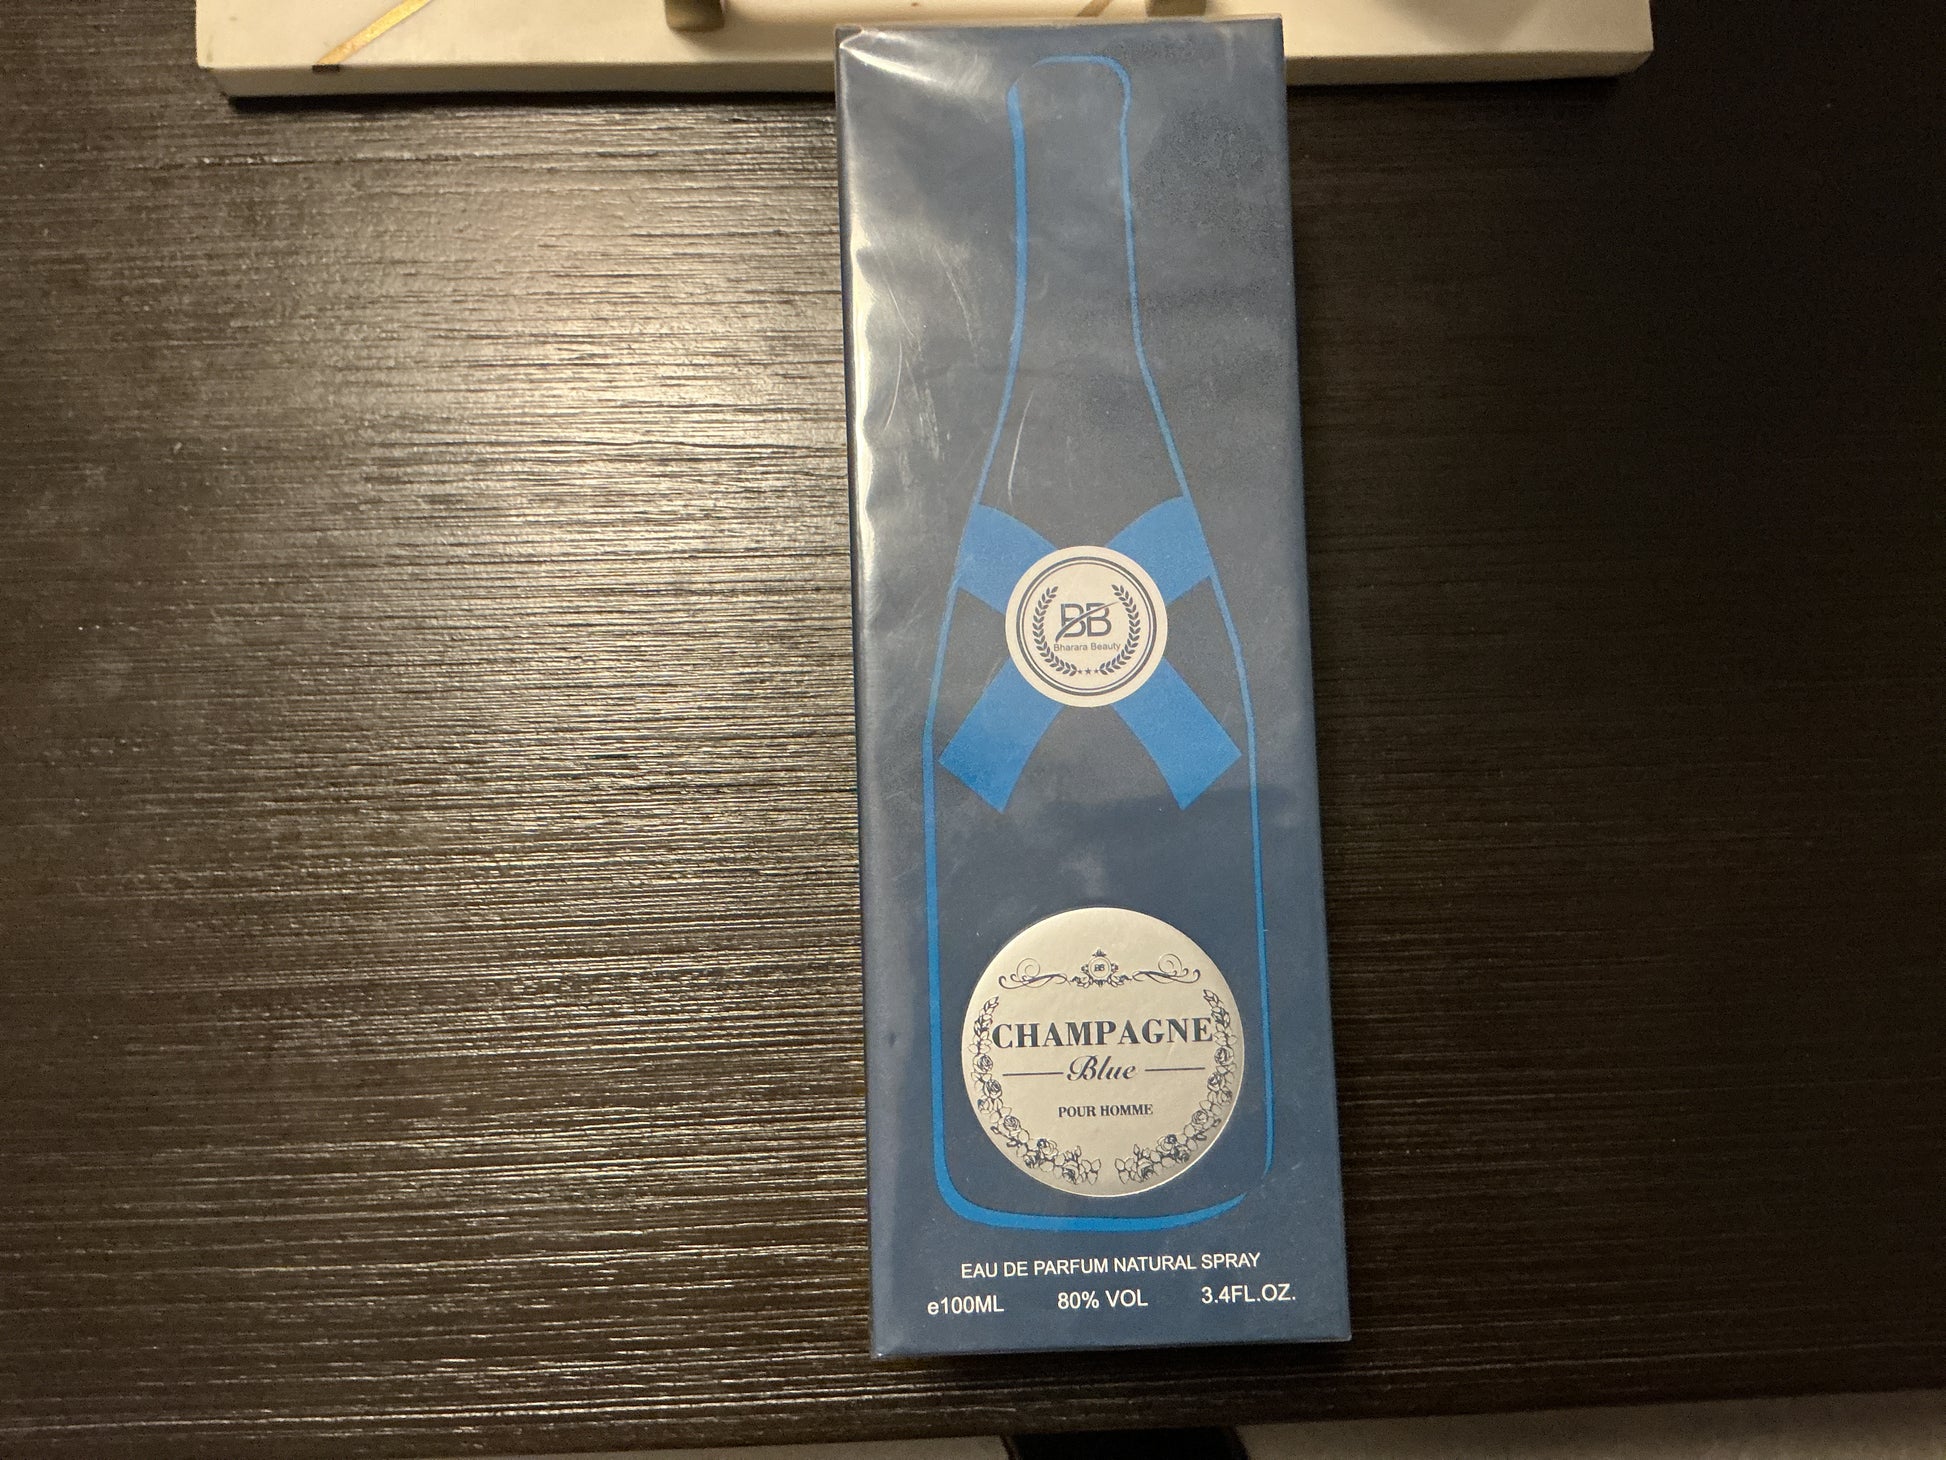 BB
Bharara Beauty
BB
CHAMPAGNE
Blue
POUR HOMME
EAU DE PARFUM NATURAL SPRAY
e100ML 80% VOL 3.4FL.OZ.